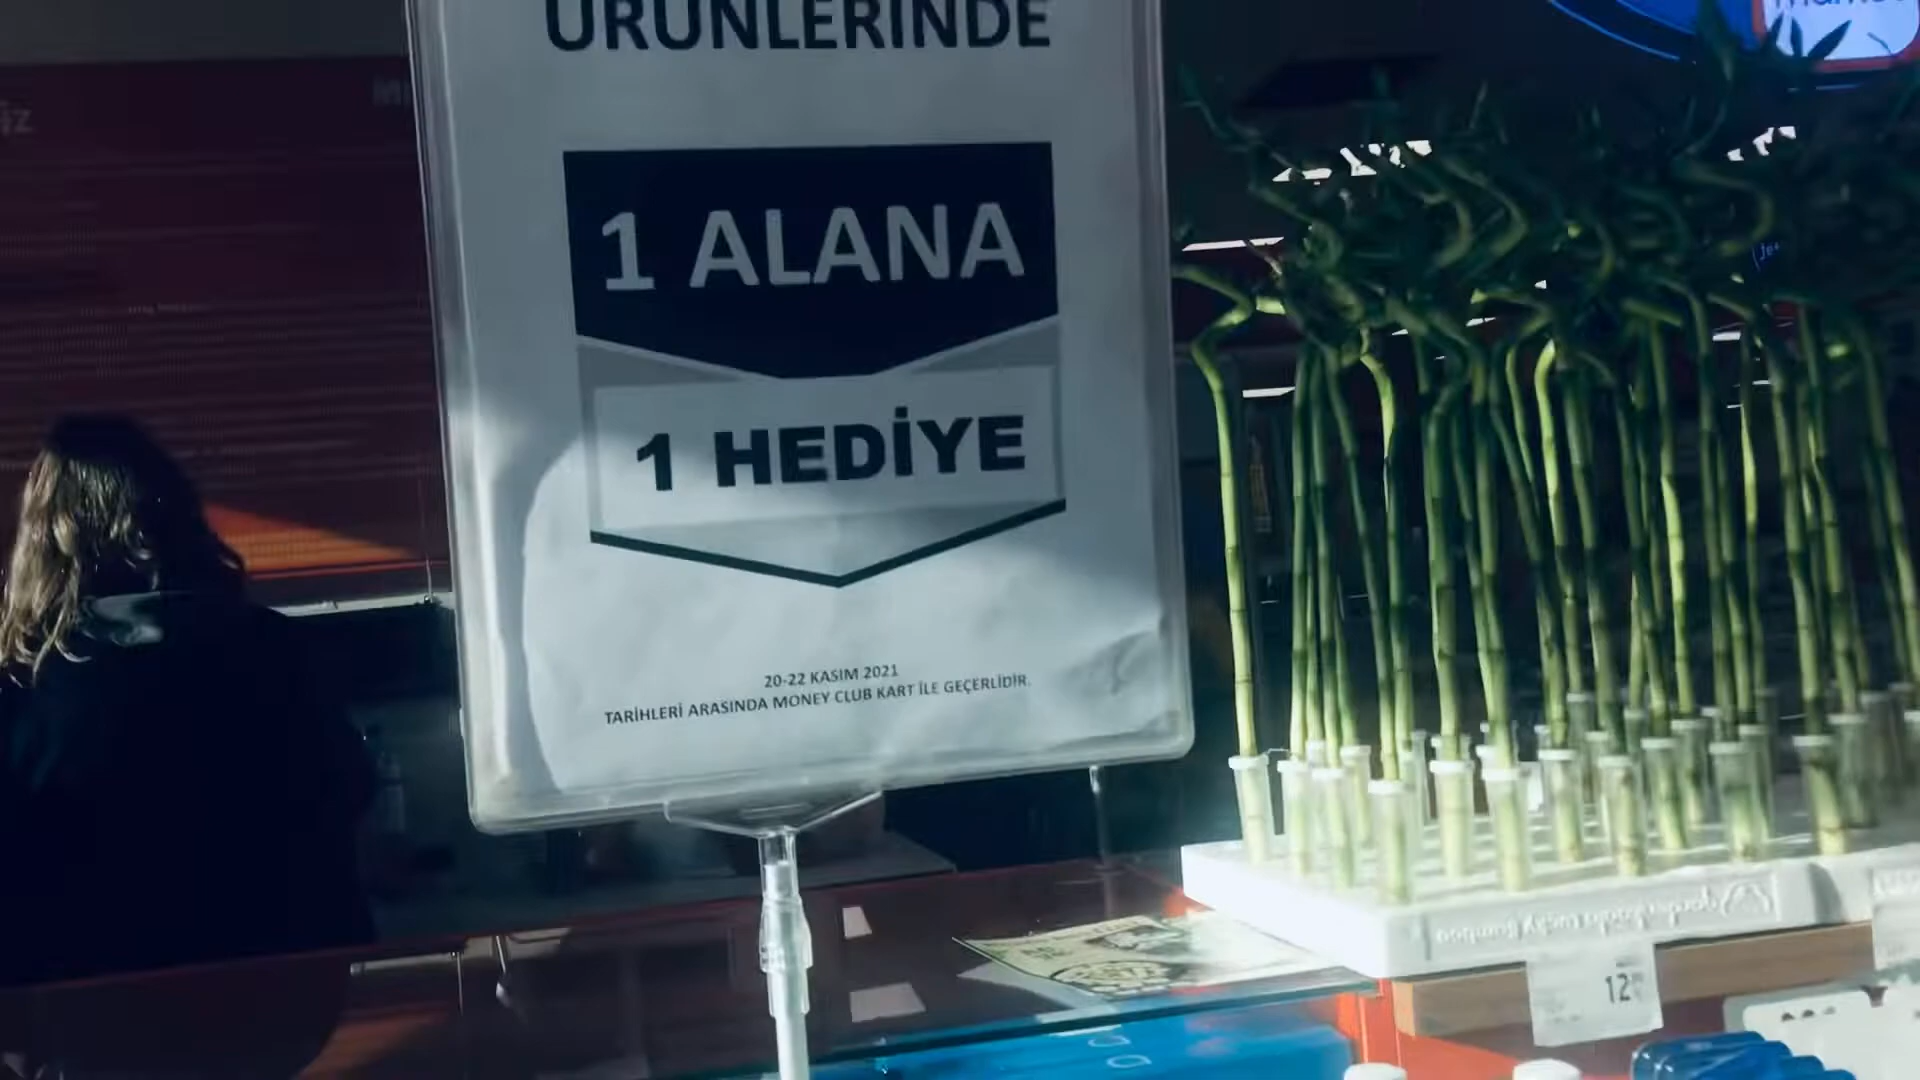 ÜRÜNLERİNDE
1 ALANA
1 HEDİYE
20-22 KASIM 2021
TARİHLERİ ARASINDA MONEY CLUB KART İLE GEÇERLİDİR.
12